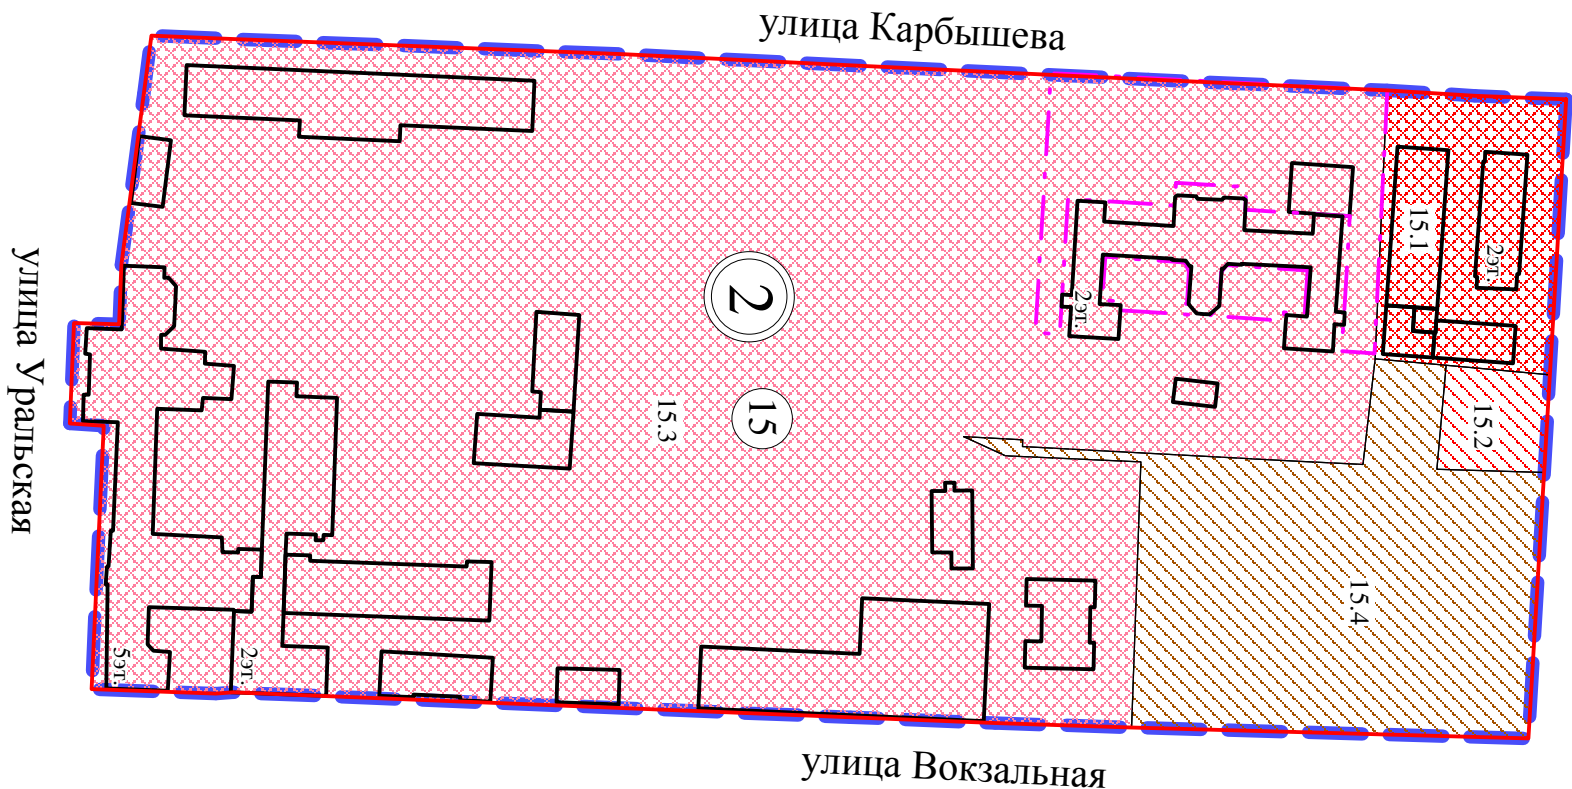 улица Карбышева
15.1
2эт.
2
2эт.
улица Уральская
15.3
15
15.2
15.4
5эт.
2эт.
улица Вокзальная